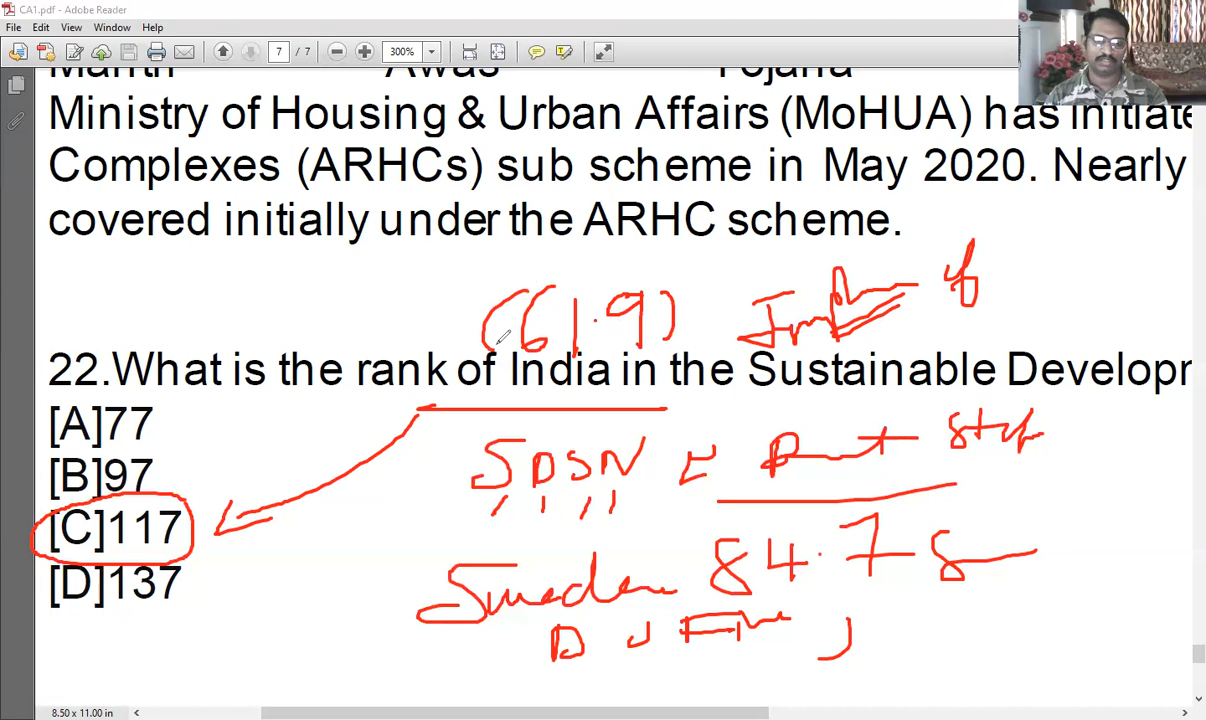 CA1.pdf - Adobe Reader
File Edit View Window Help
7 / 7 300%
Ministry of Housing & Urban Affairs (MoHUA) has initiate
Complexes (ARHCs) sub scheme in May 2020. Nearly
covered initially under the ARHC scheme.
(61.9)
22.What is the rank of India in the Sustainable Developr
[A]77
SDSN
[B]97
[C]117
Sweden 84.7
[D]137
8.50 x 11.00 in